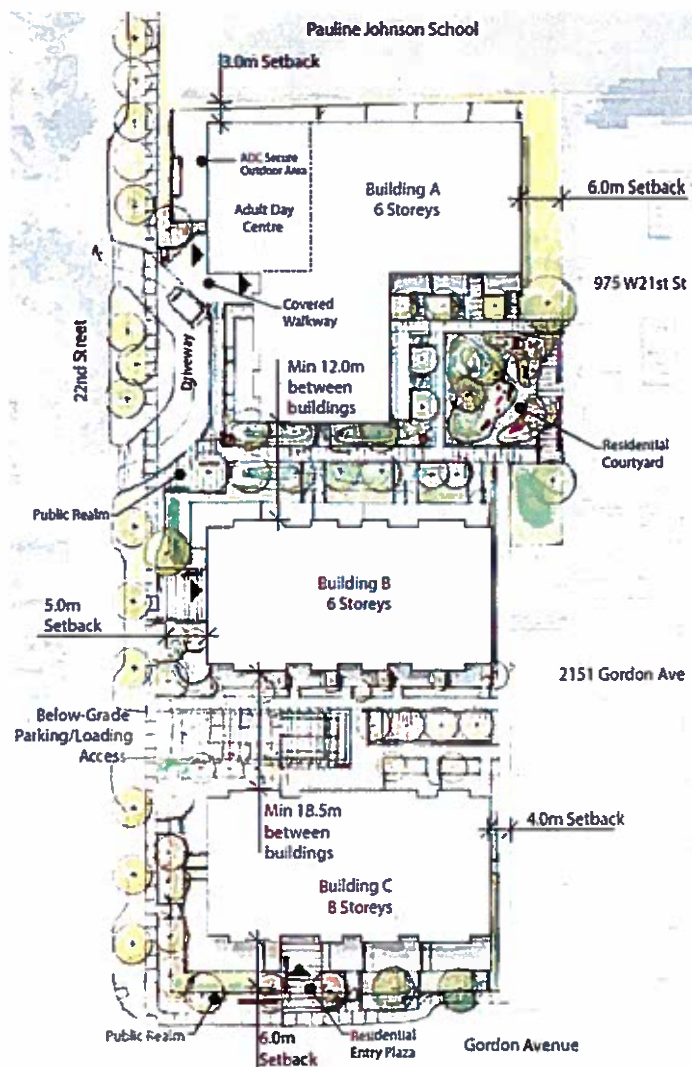 Pauline Johnson School
3.0m Setback
ADC Secure
Outdoor Area
Building A
6 Storeys
6.0m Setback
Adult Day
Centre
975 W21st St
Covered
Walkway
22nd Street
Driveway
Min 12.0m
between
buildings
Residential
Courtyard
Public Realm
Building B
6 Storeys
5.0m
Setback
2151 Gordon Ave
Below-Grade
Parking/Loading
Access
Min 18.5m
between
buildings
4.0m Setback
Building C
8 Storeys
Public Realm
6.0m
Setback
Residential
Entry Plaza
Gordon Avenue